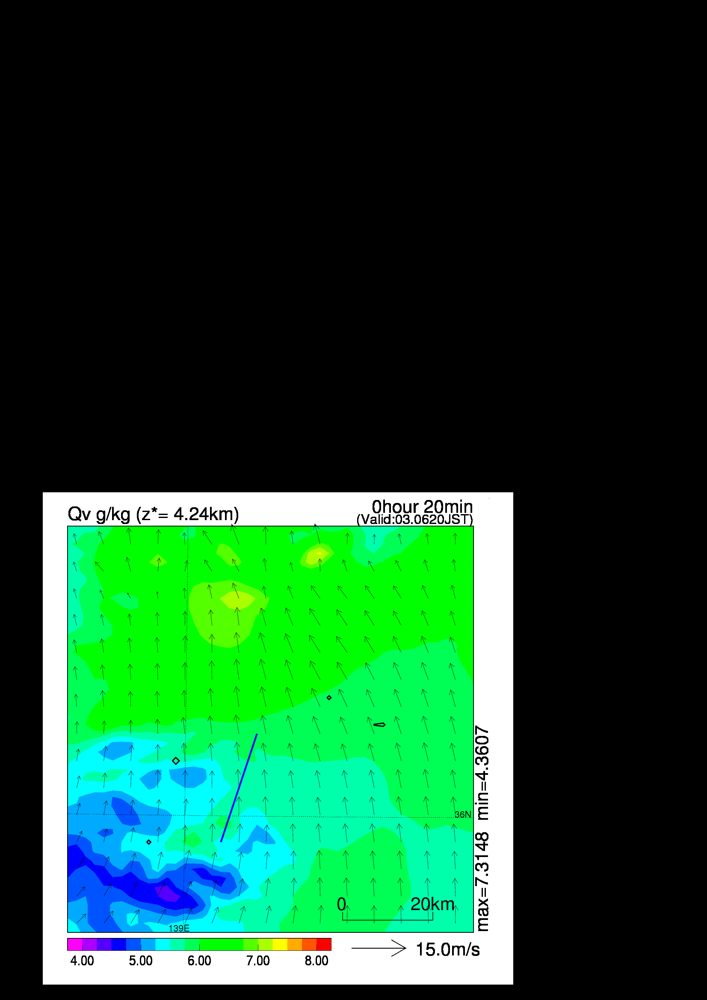 0hour 20min
Qv g/kg (z*= 4.24km)
(Valid:03.0620JST)
max=7.3148 min=4.3607
36N
0 20km
139E
15.0m/s
4.00 5.00 6.00 7.00 8.00